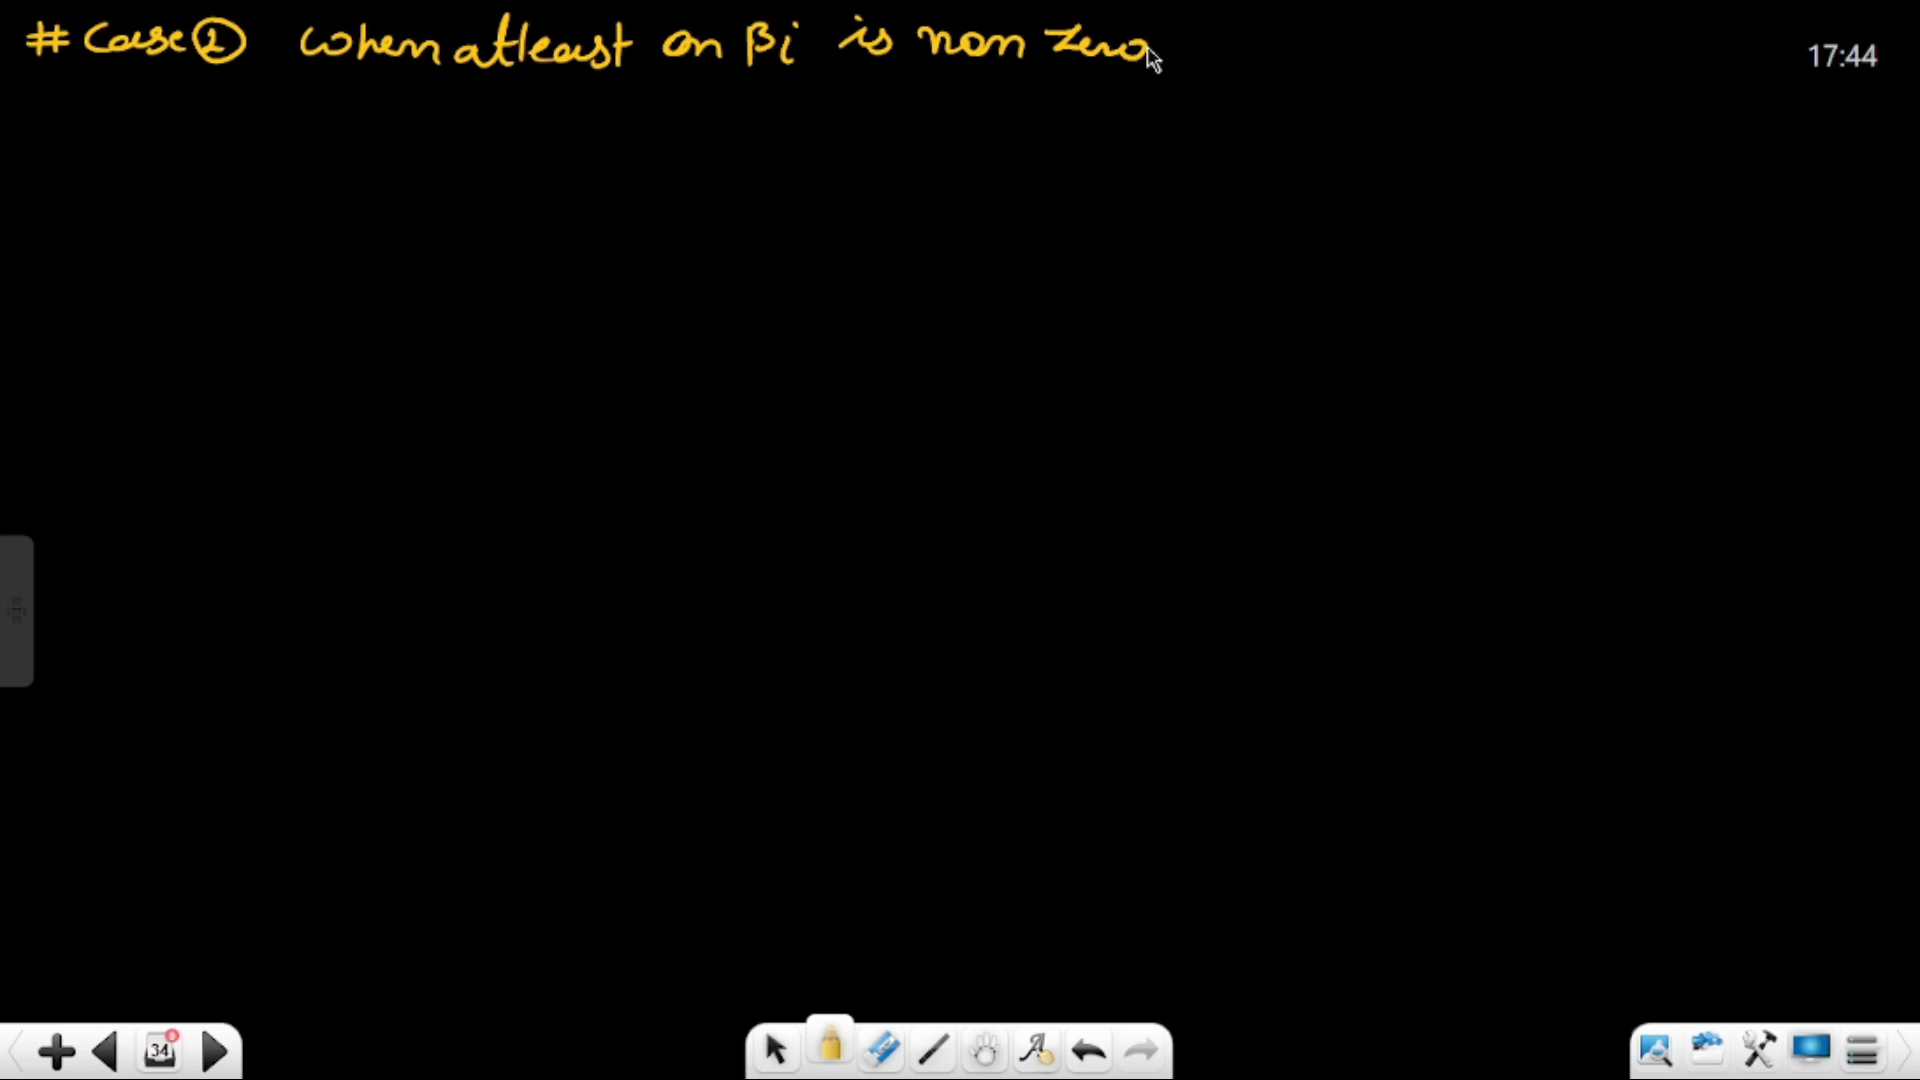 # Case ② when atleast on βi is non zero
17:44
34